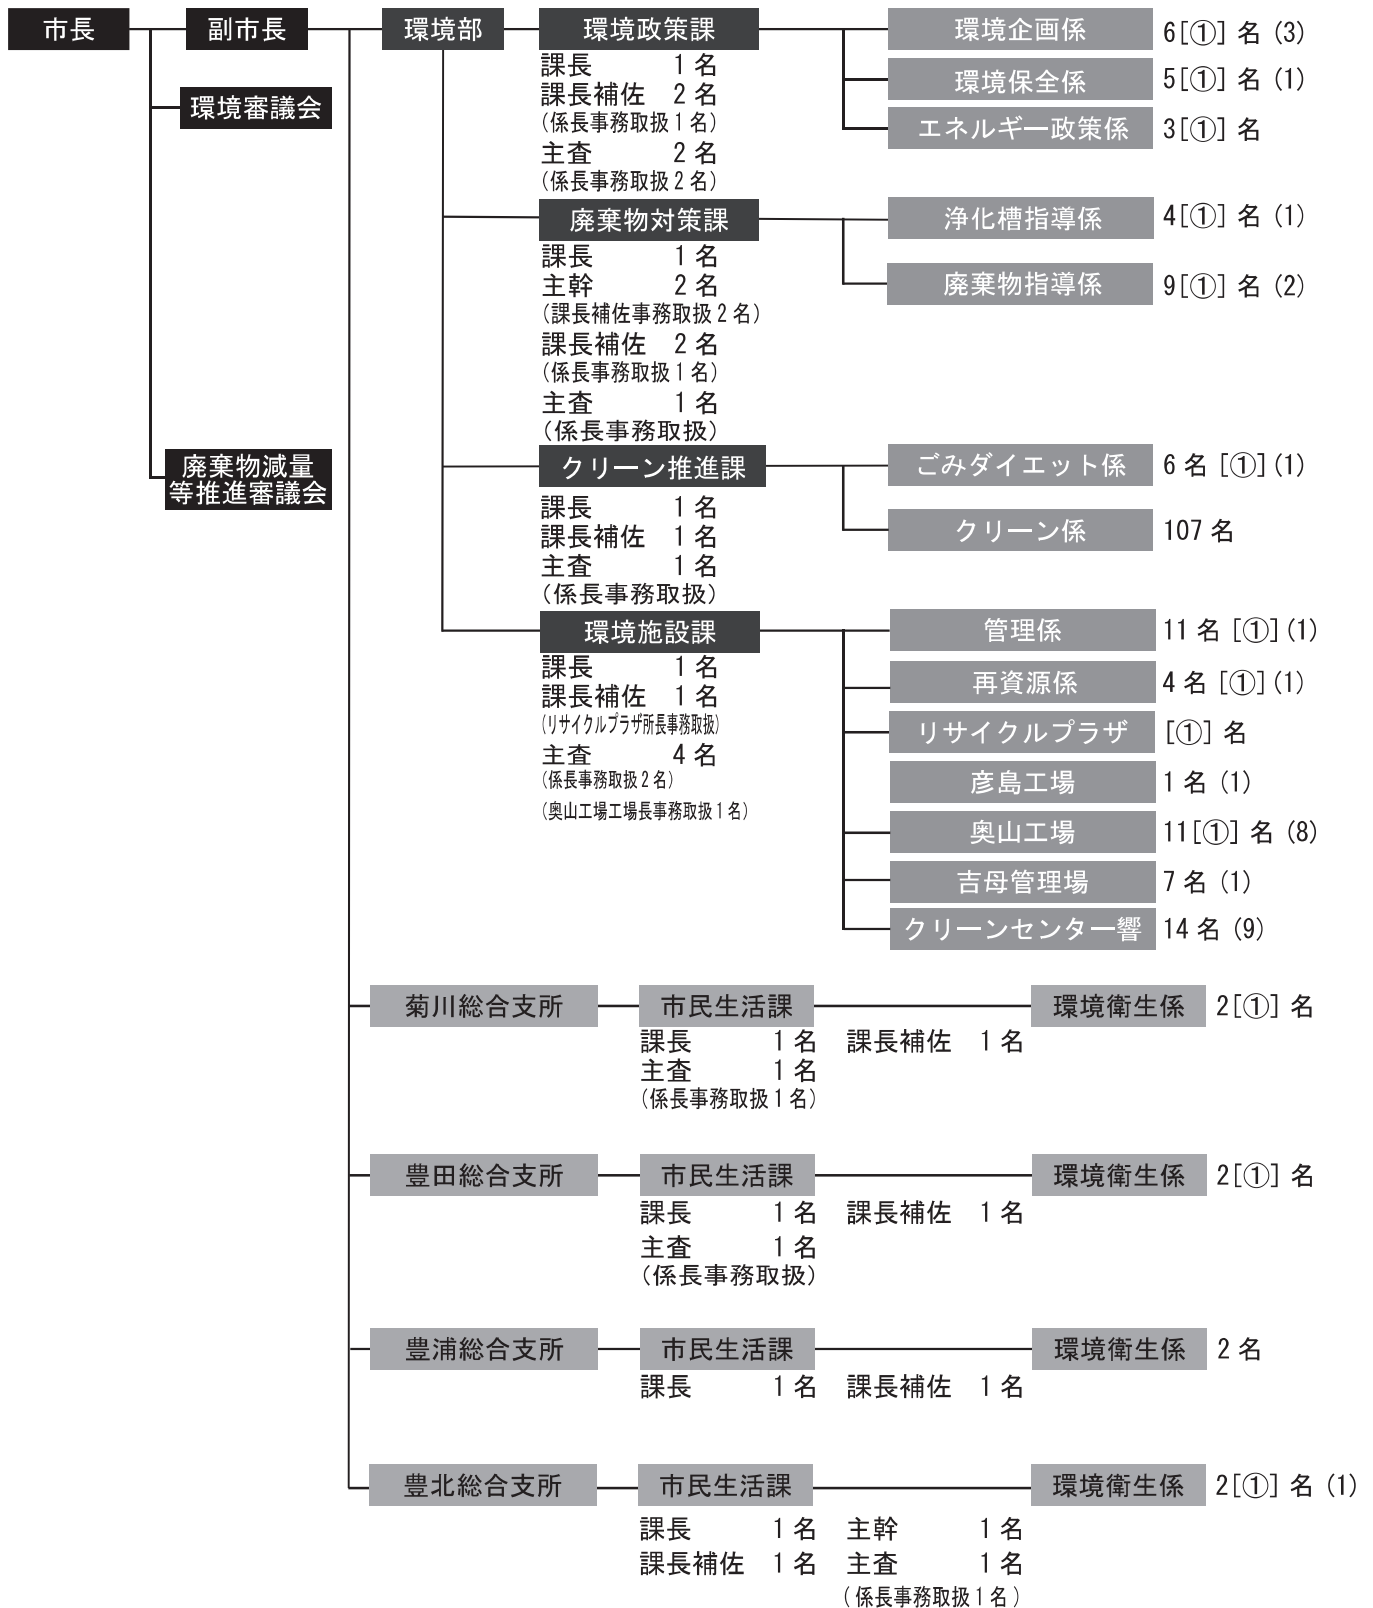 市長
副市長
環境審議会
廃棄物減量
等推進審議会
環境部
環境政策課
課長 1 名
課長補佐 2 名
(係長事務取扱 1 名)
主査 2 名
(係長事務取扱 2 名)
環境企画係 6[①] 名 (3)
環境保全係 5[①] 名 (1)
エネルギー政策係 3[①] 名
廃棄物対策課
課長 1 名
主幹 2 名
(課長補佐事務取扱 2 名)
課長補佐 2 名
(係長事務取扱 1 名)
主査 1 名
(係長事務取扱)
浄化槽指導係 4[①] 名 (1)
廃棄物指導係 9[①] 名 (2)
クリーン推進課
課長 1 名
課長補佐 1 名
主査 1 名
(係長事務取扱)
ごみダイエット係 6 名 [①](1)
クリーン係 107 名
環境施設課
課長 1 名
課長補佐 1 名
(リサイクルプラザ所長事務取扱)
主査 4 名
(係長事務取扱 2 名)
(奥山工場工場長事務取扱 1 名)
管理係 11 名 [①](1)
再資源係 4 名 [①](1)
リサイクルプラザ [①] 名
彦島工場 1 名 (1)
奥山工場 11[①] 名 (8)
吉母管理場 7 名 (1)
クリーンセンター響 14 名 (9)
菊川総合支所 市民生活課 環境衛生係 2[①] 名
課長 1 名 課長補佐 1 名
主査 1 名
(係長事務取扱 1 名)
豊田総合支所 市民生活課 環境衛生係 2[①] 名
課長 1 名 課長補佐 1 名
主査 1 名
(係長事務取扱)
豊浦総合支所 市民生活課 環境衛生係 2 名
課長 1 名 課長補佐 1 名
豊北総合支所 市民生活課 環境衛生係 2[①] 名 (1)
課長 1 名 主幹 1 名
課長補佐 1 名 主査 1 名
(係長事務取扱 1 名)